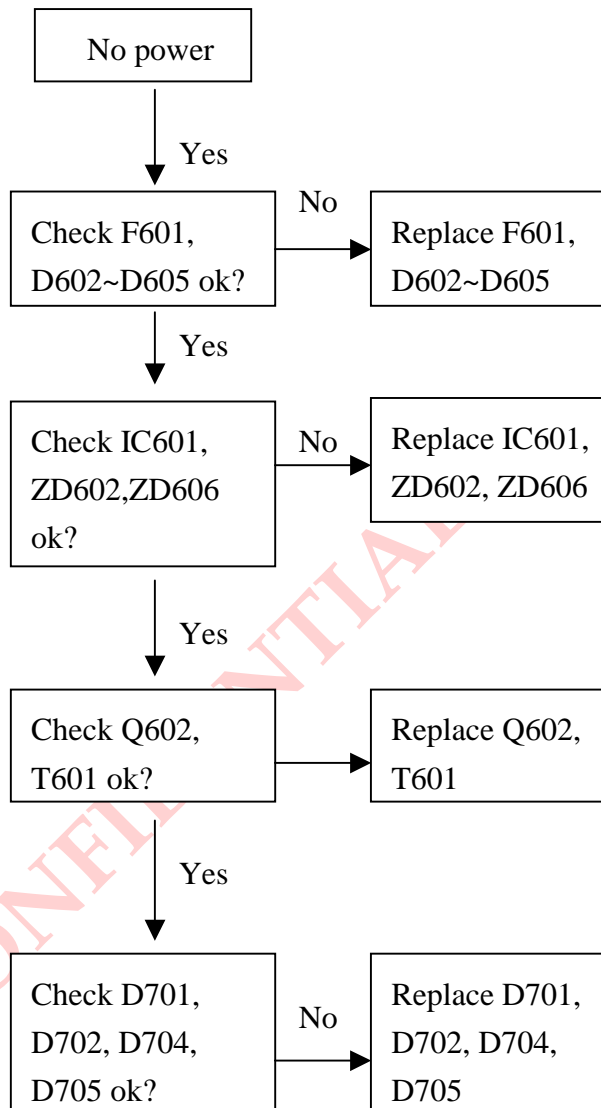 No power
Yes
Check F601,
D602~D605 ok?
No
Replace F601,
D602~D605
Yes
Check IC601,
ZD602,ZD606
ok?
No
Replace IC601,
ZD602, ZD606
Yes
Check Q602,
T601 ok?
Replace Q602,
T601
Yes
Check D701,
D702, D704,
D705 ok?
No
Replace D701,
D702, D704,
D705